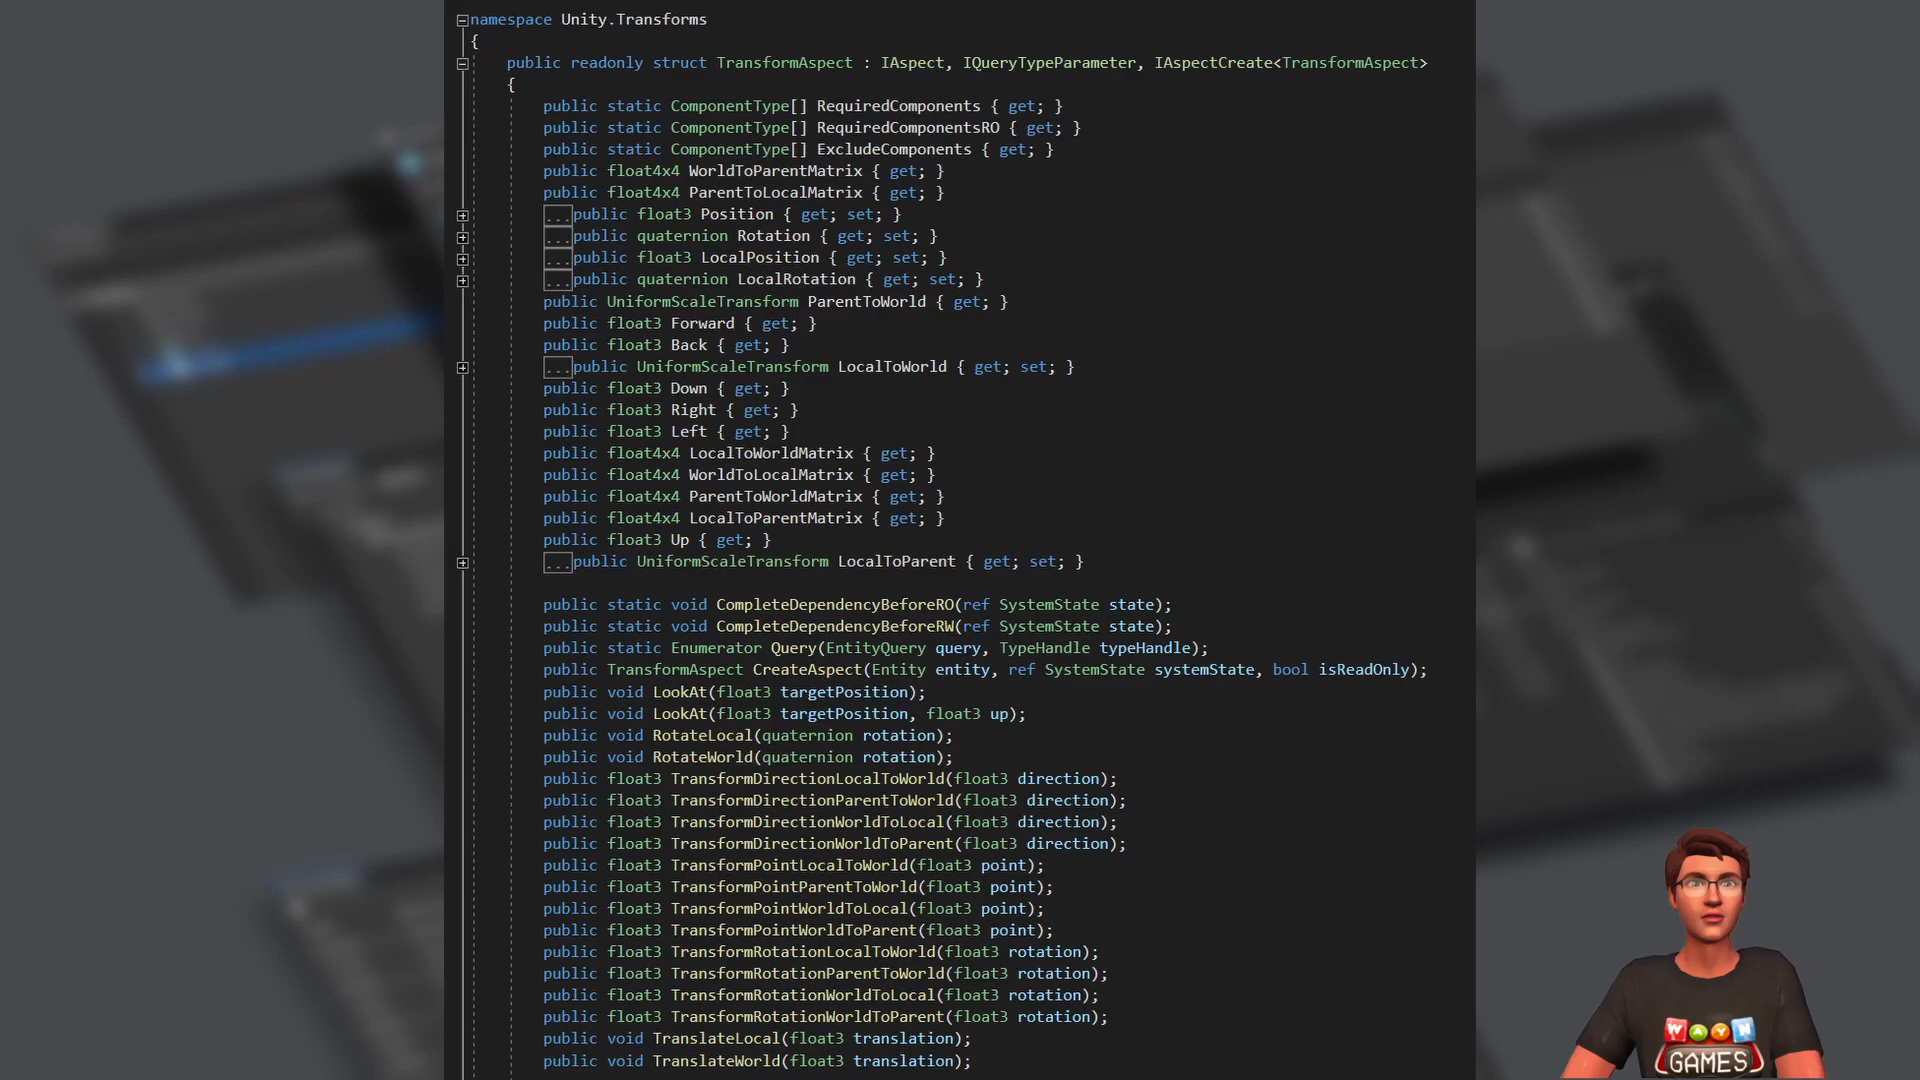 namespace Unity.Transforms
{
public readonly struct TransformAspect : IAspect, IQueryTypeParameter, IAspectCreate<TransformAspect>
{
public static ComponentType[] RequiredComponents { get; }
public static ComponentType[] RequiredComponentsRO { get; }
public static ComponentType[] ExcludeComponents { get; }
public float4x4 WorldToParentMatrix { get; }
public float4x4 ParentToLocalMatrix { get; }
...public float3 Position { get; set; }
...public quaternion Rotation { get; set; }
...public float3 LocalPosition { get; set; }
...public quaternion LocalRotation { get; set; }
public UniformScaleTransform ParentToWorld { get; }
public float3 Forward { get; }
public float3 Back { get; }
...public UniformScaleTransform LocalToWorld { get; set; }
public float3 Down { get; }
public float3 Right { get; }
public float3 Left { get; }
public float4x4 LocalToWorldMatrix { get; }
public float4x4 WorldToLocalMatrix { get; }
public float4x4 ParentToWorldMatrix { get; }
public float4x4 LocalToParentMatrix { get; }
public float3 Up { get; }
...public UniformScaleTransform LocalToParent { get; set; }
public static void CompleteDependencyBeforeRO(ref SystemState state);
public static void CompleteDependencyBeforeRW(ref SystemState state);
public static Enumerator Query(EntityQuery query, TypeHandle typeHandle);
public TransformAspect CreateAspect(Entity entity, ref SystemState systemState, bool isReadOnly);
public void LookAt(float3 targetPosition);
public void LookAt(float3 targetPosition, float3 up);
public void RotateLocal(quaternion rotation);
public void RotateWorld(quaternion rotation);
public float3 TransformDirectionLocalToWorld(float3 direction);
public float3 TransformDirectionParentToWorld(float3 direction);
public float3 TransformDirectionWorldToLocal(float3 direction);
public float3 TransformDirectionWorldToParent(float3 direction);
public float3 TransformPointLocalToWorld(float3 point);
public float3 TransformPointParentToWorld(float3 point);
public float3 TransformPointWorldToLocal(float3 point);
public float3 TransformPointWorldToParent(float3 point);
public float3 TransformRotationLocalToWorld(float3 rotation);
public float3 TransformRotationParentToWorld(float3 rotation);
public float3 TransformRotationWorldToLocal(float3 rotation);
public float3 TransformRotationWorldToParent(float3 rotation);
public void TranslateLocal(float3 translation);
public void TranslateWorld(float3 translation);
WAYN
GAMES